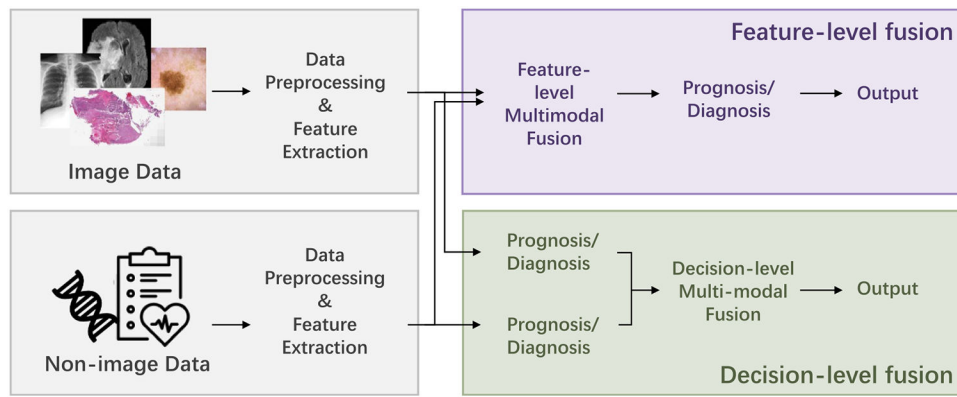 Image Data
Data
Preprocessing
&
Feature
Extraction
Feature-level fusion
Feature-
level
Multimodal
Fusion
Prognosis/
Diagnosis
Output
Non-image Data
Data
Preprocessing
&
Feature
Extraction
Prognosis/
Diagnosis
Prognosis/
Diagnosis
Decision-level
Multi-modal
Fusion
Output
Decision-level fusion